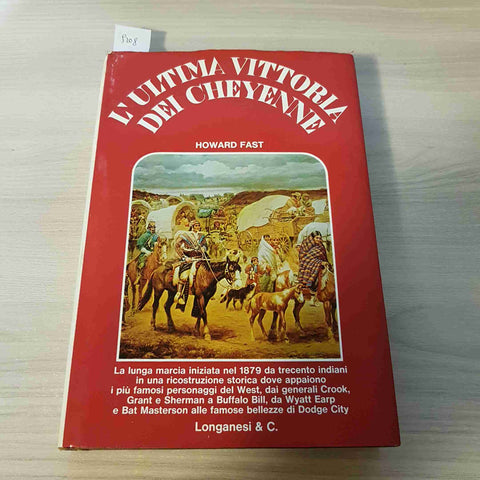 5208
L'ULTIMA VITTORIA
DEI CHEYENNE
HOWARD FAST
La lunga marcia iniziata nel 1879 da trecento indiani
in una ricostruzione storica dove appaiono
i più famosi personaggi del West, dai generali Crook,
Grant e Sherman a Buffalo Bill, da Wyatt Earp
e Bat Masterson alle famose bellezze di Dodge City
Longanesi & C.